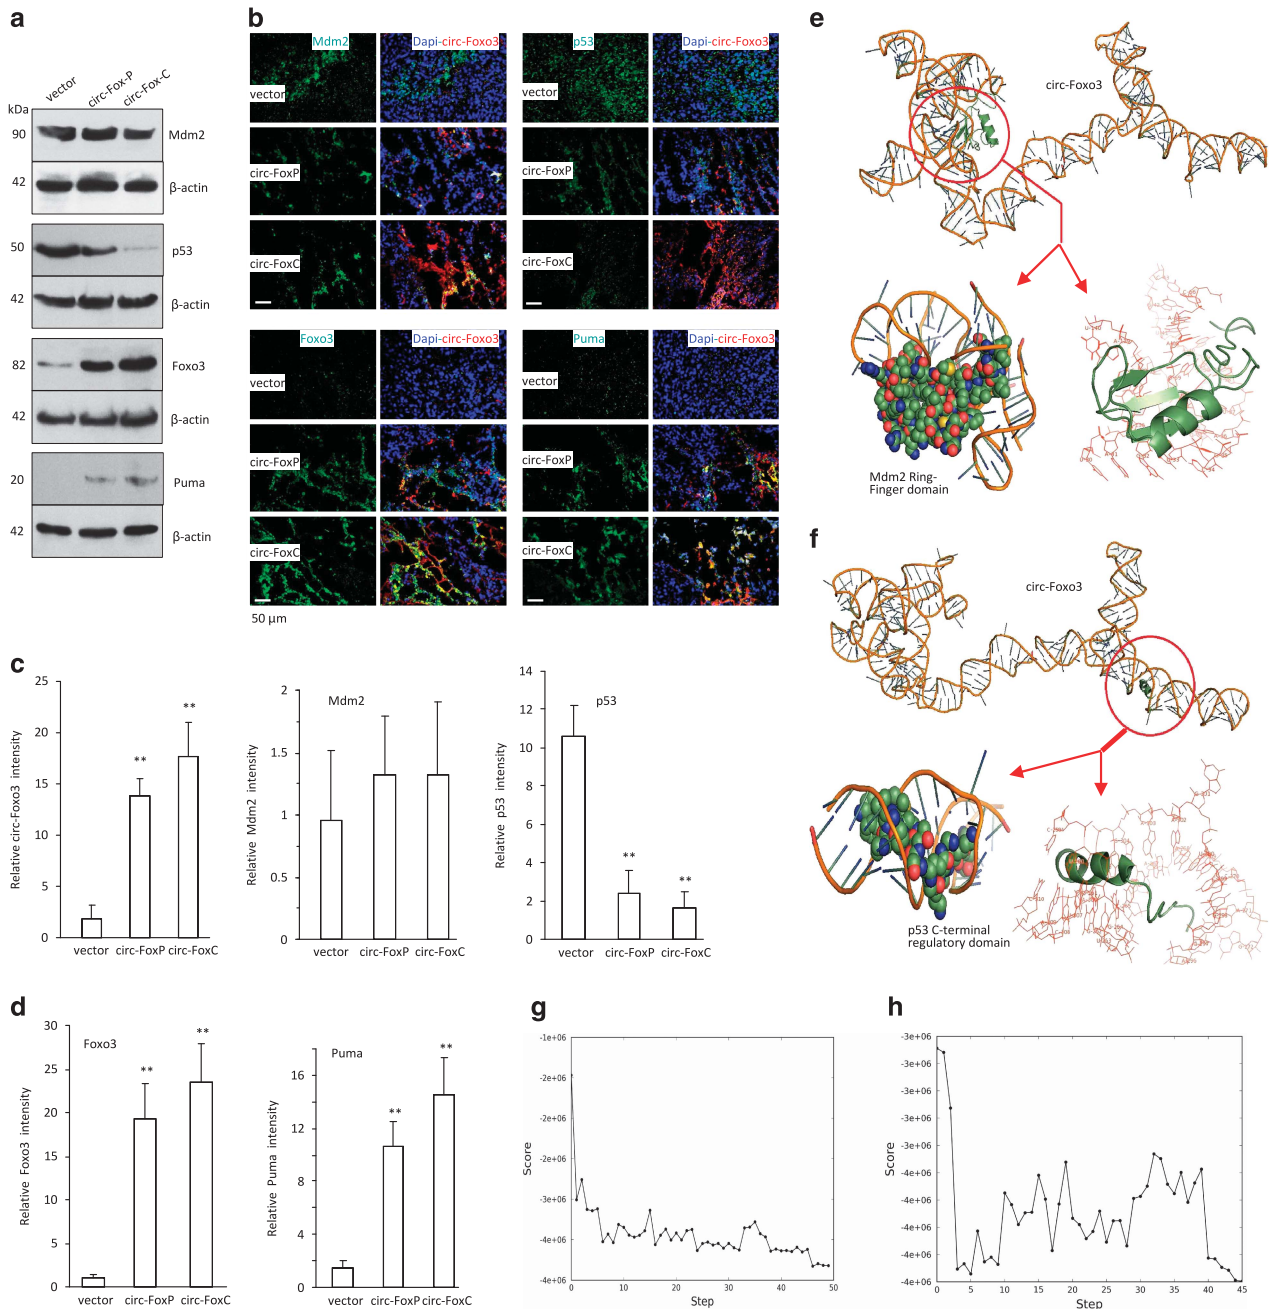 a
vector
circ-Fox-P
circ-Fox-C
kDa
90
Mdm2
42
β-actin
50
p53
42
β-actin
82
Foxo3
42
β-actin
20
Puma
42
β-actin
b
Mdm2
Dapi-circ-Foxo3
vector
circ-FoxP
circ-FoxC
p53
Dapi-circ-Foxo3
vector
circ-FoxP
circ-FoxC
Foxo3
Dapi-circ-Foxo3
vector
circ-FoxP
circ-FoxC
Puma
Dapi-circ-Foxo3
vector
circ-FoxP
circ-FoxC
50 μm
c
Relative circ-Foxo3 intensity
25
20
15
10
5
0
**
**
vector circ-FoxP circ-FoxC
Relative Mdm2 intensity
Mdm2
2
1.5
1
0.5
0
vector circ-FoxP circ-FoxC
Relative p53 intensity
p53
14
12
10
8
6
4
2
0
**
**
vector circ-FoxP circ-FoxC
d
Relative Foxo3 intensity
Foxo3
30
25
20
15
10
5
0
**
**
vector circ-FoxP circ-FoxC
Relative Puma intensity
Puma
16
12
8
4
2
0
**
**
vector circ-FoxP circ-FoxC
e
circ-Foxo3
Mdm2 Ring-
Finger domain
f
circ-Foxo3
p53 C-terminal
regulatory domain
g
Score
-1e+06
-2e+06
-2e+06
-2e+06
-3e+06
-4e+06
-4e+06
0 10 20 30 40 50
Step
h
Score
-3e+06
-3e+06
-3e+06
-3e+06
-3e+06
-4e+06
-4e+06
-4e+06
-4e+06
-4e+06
0 5 10 15 20 25 30 35 40 45
Step